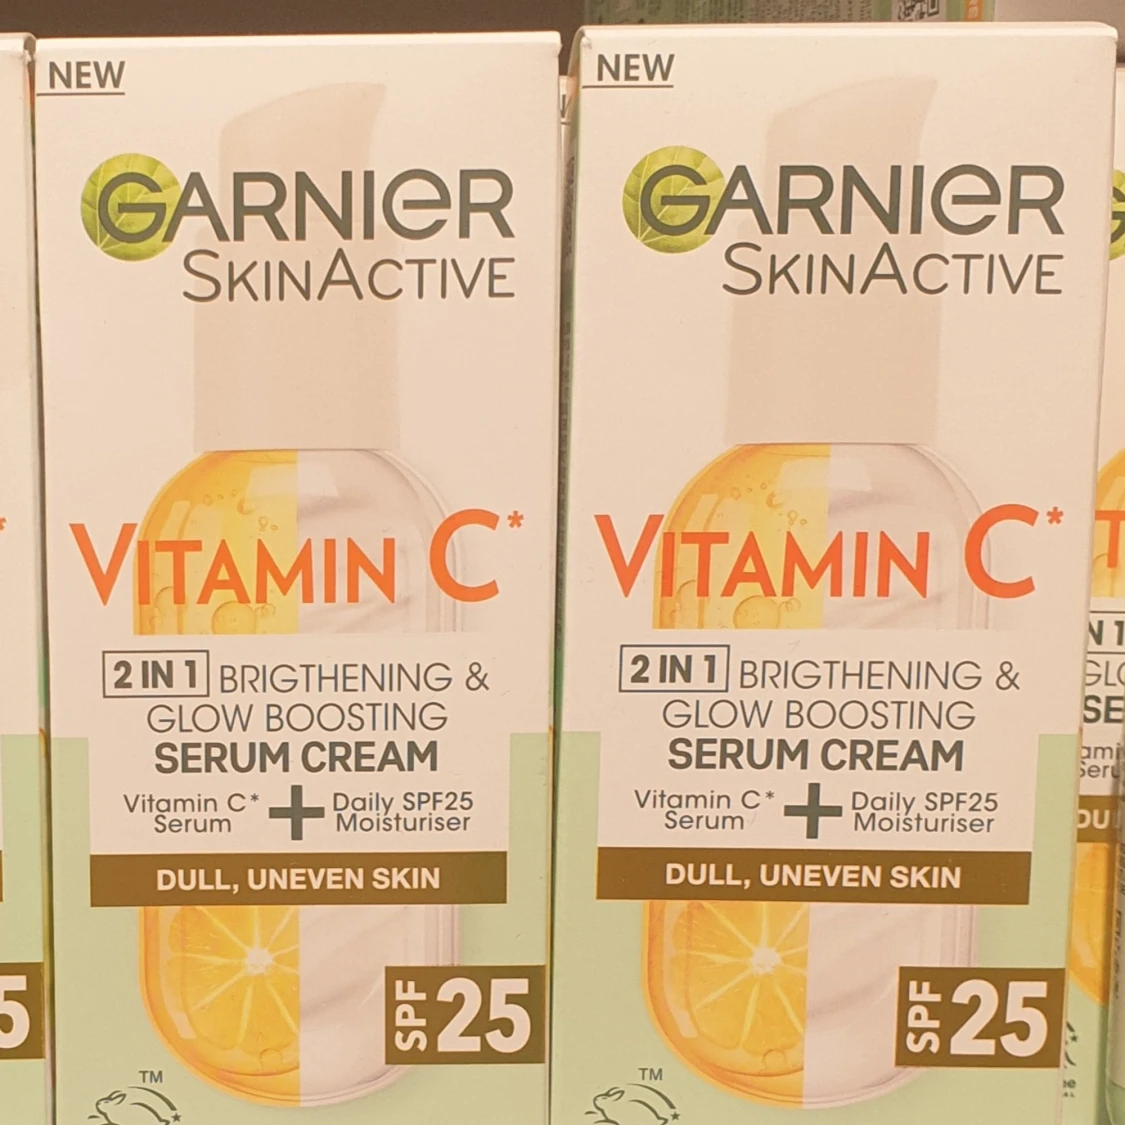 NEW
GARNIER
SKINACTIVE
VITAMIN C*
2 IN 1 BRIGTHENING &
GLOW BOOSTING
SERUM CREAM
Vitamin C* Serum + Daily SPF25 Moisturiser
DULL, UNEVEN SKIN
SPF 25
TM
NEW
GARNIER
SKINACTIVE
VITAMIN C*
2 IN 1 BRIGTHENING &
GLOW BOOSTING
SERUM CREAM
Vitamin C* Serum + Daily SPF25 Moisturiser
DULL, UNEVEN SKIN
SPF 25
TM